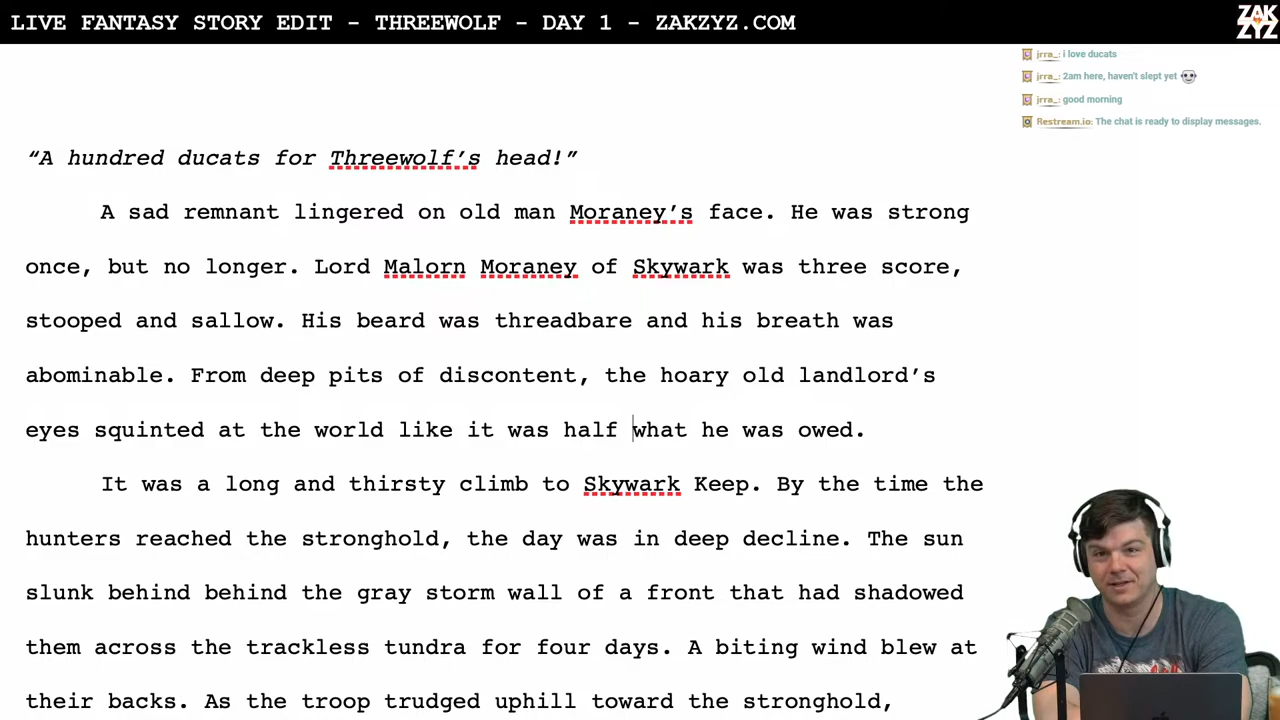 LIVE FANTASY STORY EDIT - THREEWOLF - DAY 1 - ZAKZYZ.COM
ZAK
ZYZ
jrra_: i love ducats
jrra_: 2am here, haven't slept yet
jrra_: good morning
Restream.io: The chat is ready to display messages.
“A hundred ducats for Threewolf’s head!”
A sad remnant lingered on old man Moraney’s face. He was strong
once, but no longer. Lord Malorn Moraney of Skywark was three score,
stooped and sallow. His beard was threadbare and his breath was
abominable. From deep pits of discontent, the hoary old landlord’s
eyes squinted at the world like it was half what he was owed.
It was a long and thirsty climb to Skywark Keep. By the time the
hunters reached the stronghold, the day was in deep decline. The sun
slunk behind behind the gray storm wall of a front that had shadowed
them across the trackless tundra for four days. A biting wind blew at
their backs. As the troop trudged uphill toward the stronghold,